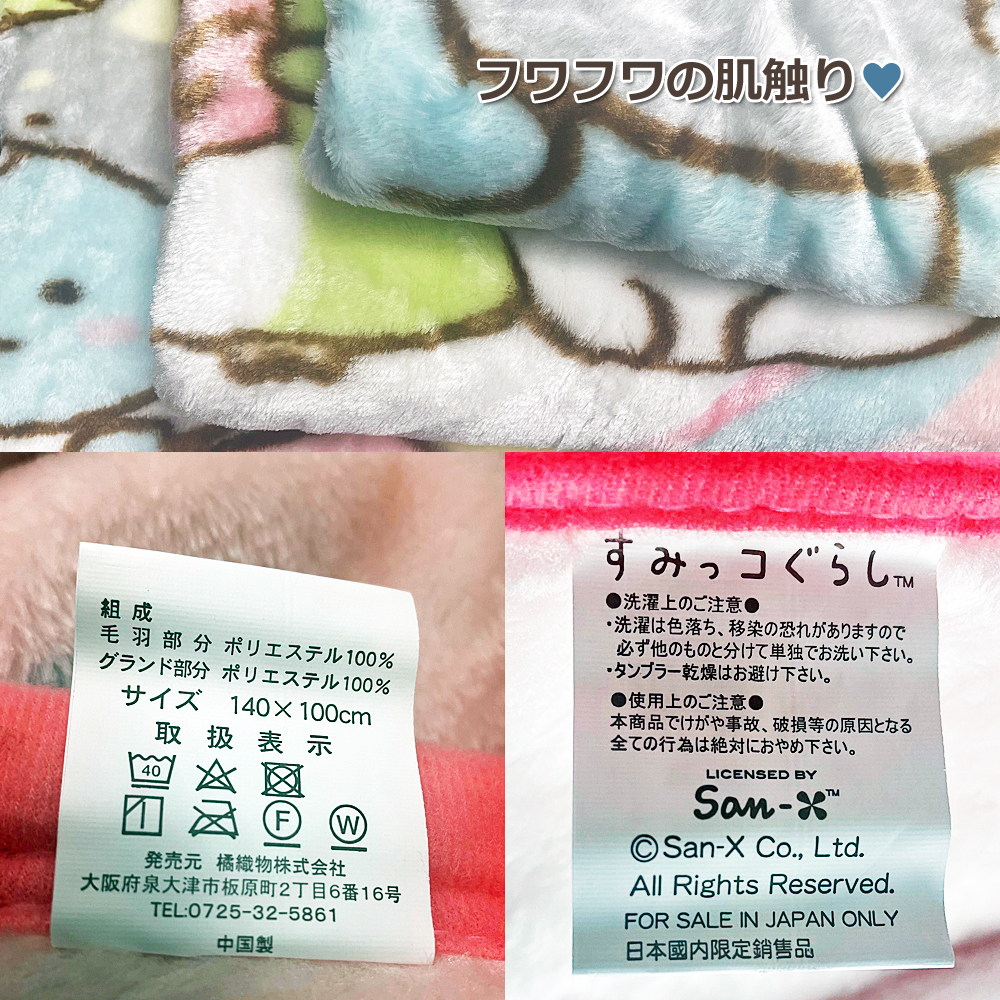 フワフワの肌触り♥
組成
毛羽部分 ポリエステル100%
グランド部分 ポリエステル100%
サイズ 140×100cm
取扱表示
40
F W
発売元 橘織物株式会社
大阪府泉大津市板原町2丁目6番16号
TEL:0725-32-5861
中国製
すみっコぐらし™
●洗濯上のご注意●
・洗濯は色落ち、移染の恐れがありますので
必ず他のものと分けて単独でお洗い下さい。
・タンブラー乾燥はお避け下さい。
●使用上のご注意●
本商品でけがや事故、破損等の原因となる
全ての行為は絶対におやめ下さい。
LICENSED BY
San-X™
©San-X Co., Ltd.
All Rights Reserved.
FOR SALE IN JAPAN ONLY
日本國内限定銷售品